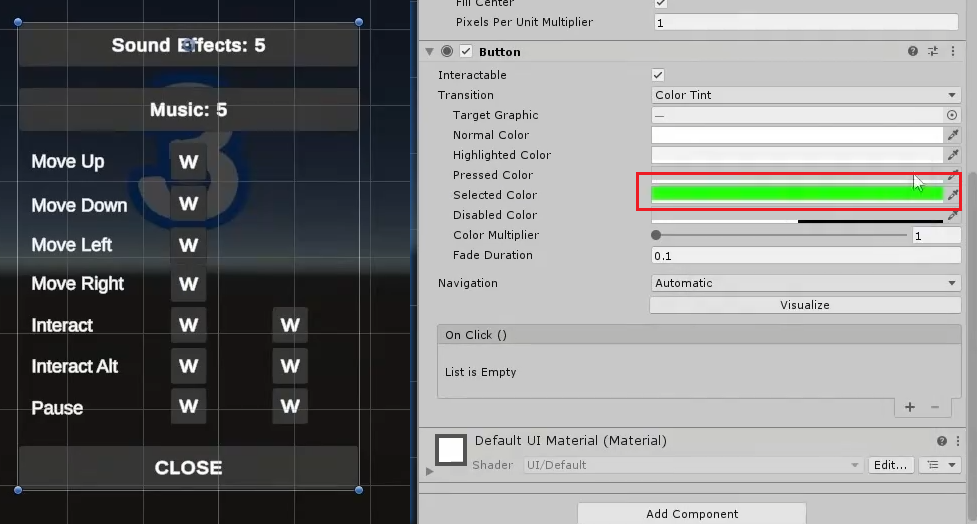 Sound Effects: 5
Music: 5
Move Up W
Move Down W
Move Left W
Move Right W
Interact W W
Interact Alt W W
Pause W W
CLOSE
Fill Center
Pixels Per Unit Multiplier 1
Button
Interactable
Transition Color Tint
Target Graphic —
Normal Color
Highlighted Color
Pressed Color
Selected Color
Disabled Color
Color Multiplier 1
Fade Duration 0.1
Navigation Automatic
Visualize
On Click ()
List is Empty
+ −
Default UI Material (Material)
Shader UI/Default Edit...
Add Component